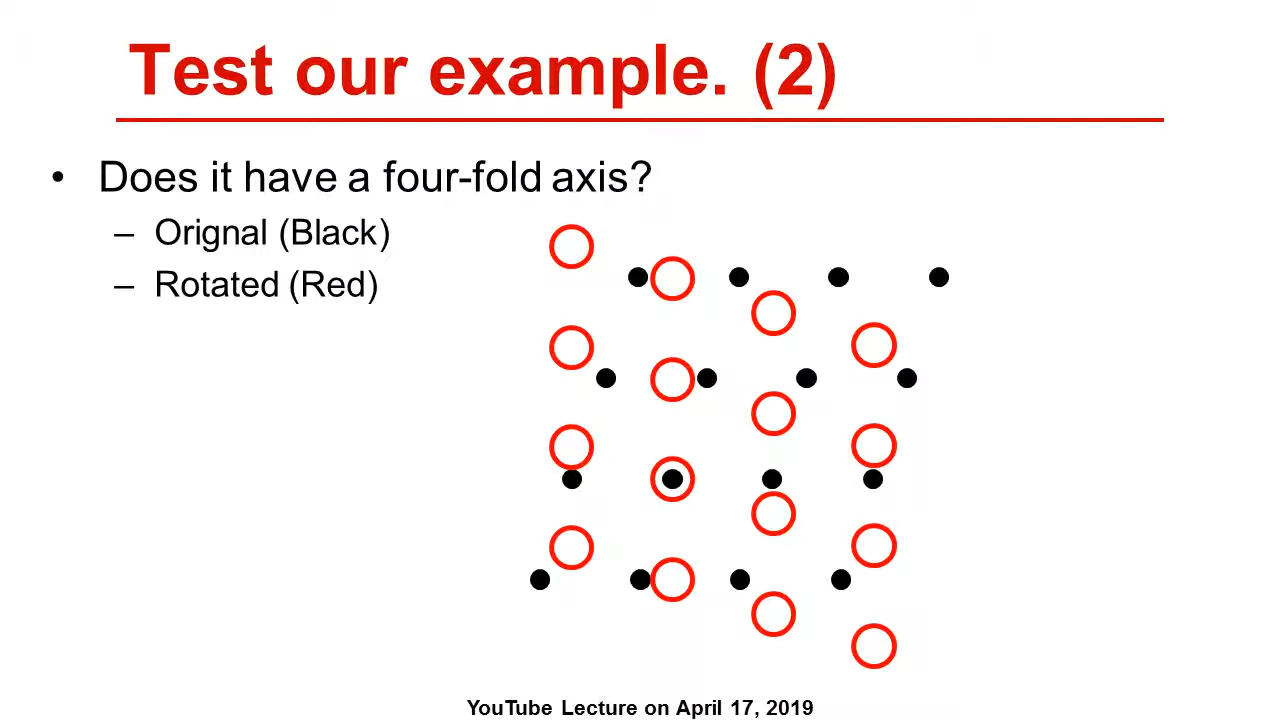 Test our example. (2)
• Does it have a four-fold axis?
– Orignal (Black)
– Rotated (Red)
YouTube Lecture on April 17, 2019